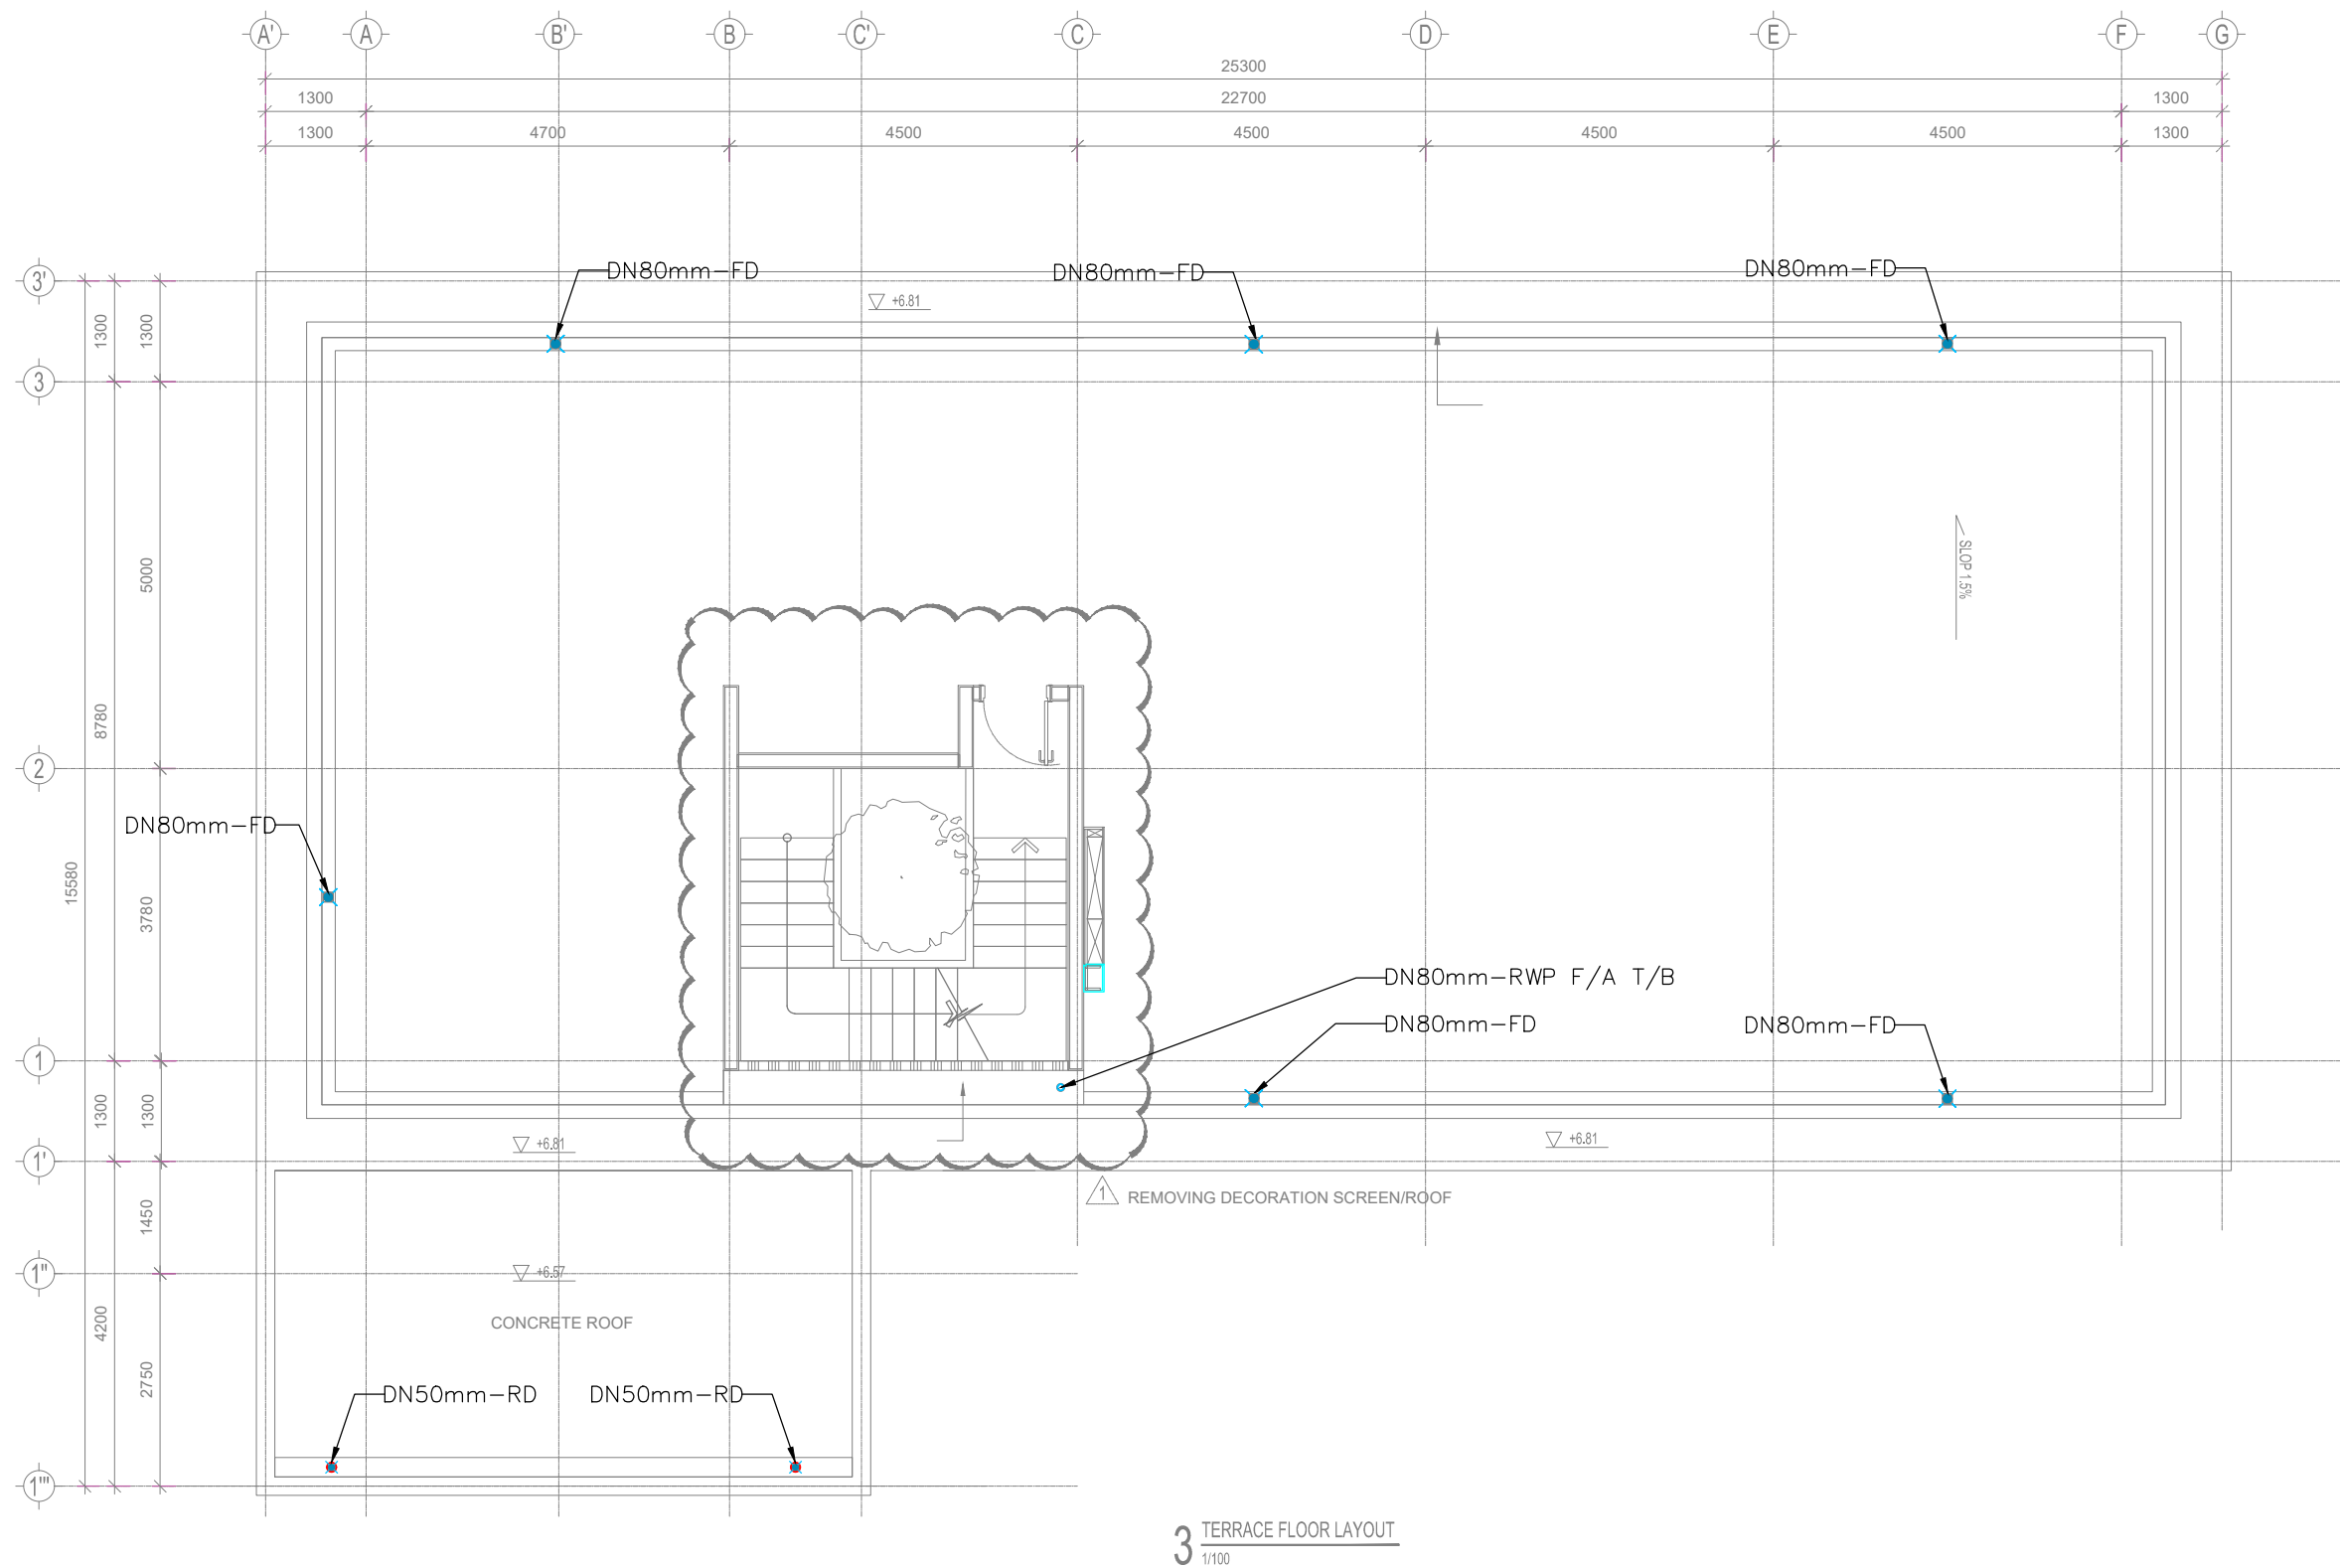 A' A B' B C' C D E F G
25300
1300 22700 1300
1300 4700 4500 4500 4500 4500 1300
3'
DN80mm-FD
DN80mm-FD
DN80mm-FD
+6.81
1300
1300
3
5000
SLOP 1.5%
8780
2
DN80mm-FD
15580
3780
DN80mm-RWP F/A T/B
DN80mm-FD
DN80mm-FD
1
1300
1300
+6.81
+6.81
1'
1 REMOVING DECORATION SCREEN/ROOF
1450
1"
+6.57
CONCRETE ROOF
4200
2750
DN50mm-RD
DN50mm-RD
1'"
3 TERRACE FLOOR LAYOUT
1/100